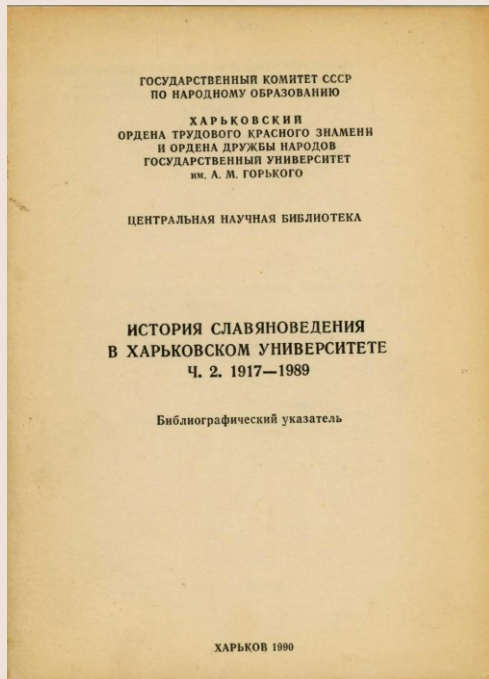 ГОСУДАРСТВЕННЫЙ КОМИТЕТ СССР
ПО НАРОДНОМУ ОБРАЗОВАНИЮ
ХАРЬКОВСКИЙ
ОРДЕНА ТРУДОВОГО КРАСНОГО ЗНАМЕНИ
И ОРДЕНА ДРУЖБЫ НАРОДОВ
ГОСУДАРСТВЕННЫЙ УНИВЕРСИТЕТ
им. А. М. ГОРЬКОГО
ЦЕНТРАЛЬНАЯ НАУЧНАЯ БИБЛИОТЕКА
ИСТОРИЯ СЛАВЯНОВЕДЕНИЯ
В ХАРЬКОВСКОМ УНИВЕРСИТЕТЕ
Ч. 2. 1917—1989
Библиографический указатель
ХАРЬКОВ 1990